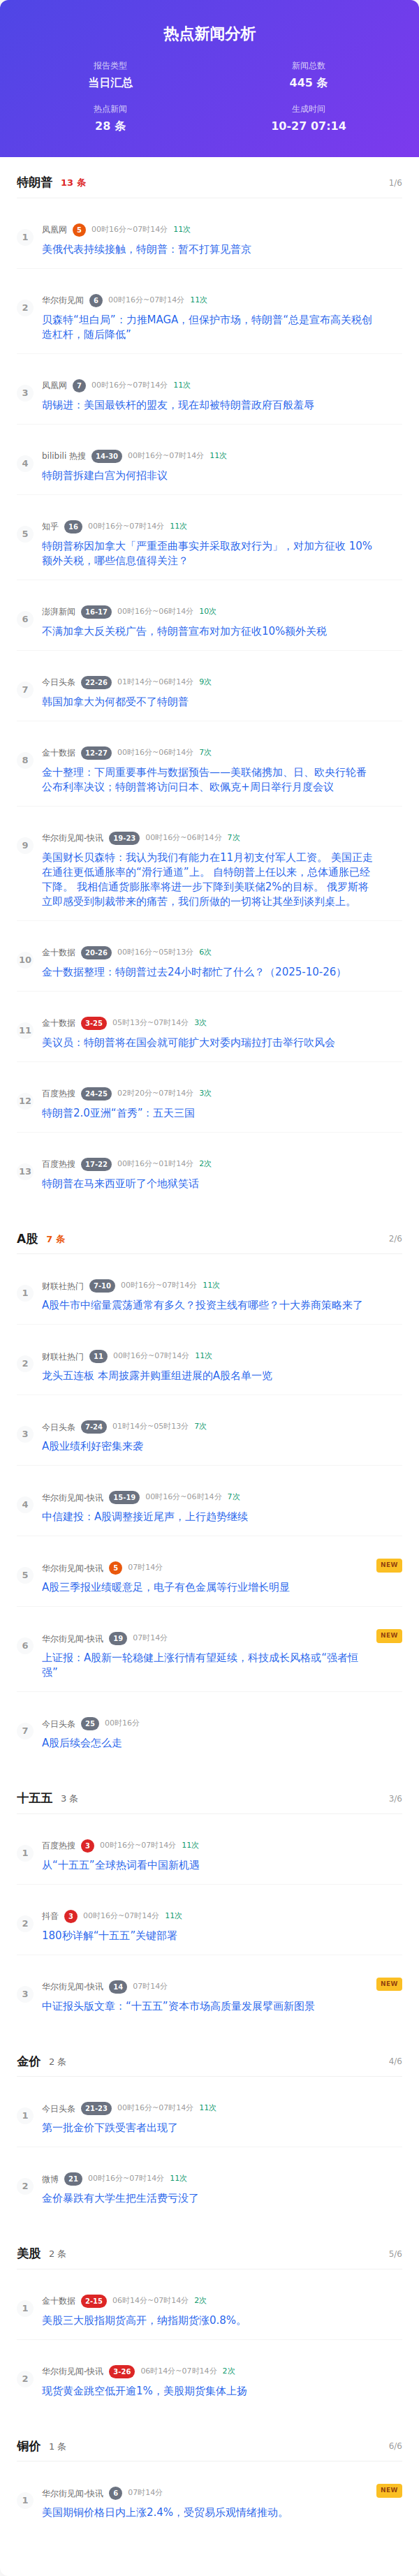 热点新闻分析
报告类型
当日汇总
新闻总数
445 条
热点新闻
28 条
生成时间
10-27 07:14
特朗普 13 条 1/6
1
凤凰网 5 00时16分~07时14分 11次
美俄代表持续接触，特朗普：暂不打算见普京
2
华尔街见闻 6 00时16分~07时14分 11次
贝森特“坦白局”：力推MAGA，但保护市场，特朗普“总是宣布高关税创
造杠杆，随后降低”
3
凤凰网 7 00时16分~07时14分 11次
胡锡进：美国最铁杆的盟友，现在却被特朗普政府百般羞辱
4
bilibili 热搜 14-30 00时16分~07时14分 11次
特朗普拆建白宫为何招非议
5
知乎 16 00时16分~07时14分 11次
特朗普称因加拿大「严重歪曲事实并采取敌对行为」，对加方征收 10%
额外关税，哪些信息值得关注？
6
澎湃新闻 16-17 00时16分~06时14分 10次
不满加拿大反关税广告，特朗普宣布对加方征收10%额外关税
7
今日头条 22-26 01时14分~06时14分 9次
韩国加拿大为何都受不了特朗普
8
金十数据 12-27 00时16分~06时14分 7次
金十整理：下周重要事件与数据预告——美联储携加、日、欧央行轮番
公布利率决议；特朗普将访问日本、欧佩克+周日举行月度会议
9
华尔街见闻-快讯 19-23 00时16分~06时14分 7次
美国财长贝森特：我认为我们有能力在11月初支付军人工资。 美国正走
在通往更低通胀率的“滑行通道”上。 自特朗普上任以来，总体通胀已经
下降。 我相信通货膨胀率将进一步下降到美联储2%的目标。 俄罗斯将
立即感受到制裁带来的痛苦，我们所做的一切将让其坐到谈判桌上。
10
金十数据 20-26 00时16分~05时13分 6次
金十数据整理：特朗普过去24小时都忙了什么？（2025-10-26）
11
金十数据 3-25 05时13分~07时14分 3次
美议员：特朗普将在国会就可能扩大对委内瑞拉打击举行吹风会
12
百度热搜 24-25 02时20分~07时14分 3次
特朗普2.0亚洲“首秀”：五天三国
13
百度热搜 17-22 00时16分~01时14分 2次
特朗普在马来西亚听了个地狱笑话
A股 7 条 2/6
1
财联社热门 7-10 00时16分~07时14分 11次
A股牛市中缩量震荡通常有多久？投资主线有哪些？十大券商策略来了
2
财联社热门 11 00时16分~07时14分 11次
龙头五连板 本周披露并购重组进展的A股名单一览
3
今日头条 7-24 01时14分~05时13分 7次
A股业绩利好密集来袭
4
华尔街见闻-快讯 15-19 00时16分~06时14分 7次
中信建投：A股调整接近尾声，上行趋势继续
5
华尔街见闻-快讯 5 07时14分 NEW
A股三季报业绩暖意足，电子有色金属等行业增长明显
6
华尔街见闻-快讯 19 07时14分 NEW
上证报：A股新一轮稳健上涨行情有望延续，科技成长风格或“强者恒
强”
7
今日头条 25 00时16分
A股后续会怎么走
十五五 3 条 3/6
1
百度热搜 3 00时16分~07时14分 11次
从“十五五”全球热词看中国新机遇
2
抖音 3 00时16分~07时14分 11次
180秒详解“十五五”关键部署
3
华尔街见闻-快讯 14 07时14分 NEW
中证报头版文章：“十五五”资本市场高质量发展擘画新图景
金价 2 条 4/6
1
今日头条 21-23 00时16分~07时14分 11次
第一批金价下跌受害者出现了
2
微博 21 00时16分~07时14分 11次
金价暴跌有大学生把生活费亏没了
美股 2 条 5/6
1
金十数据 2-15 06时14分~07时14分 2次
美股三大股指期货高开，纳指期货涨0.8%。
2
华尔街见闻-快讯 3-26 06时14分~07时14分 2次
现货黄金跳空低开逾1%，美股期货集体上扬
铜价 1 条 6/6
1
华尔街见闻-快讯 6 07时14分 NEW
美国期铜价格日内上涨2.4%，受贸易乐观情绪推动。